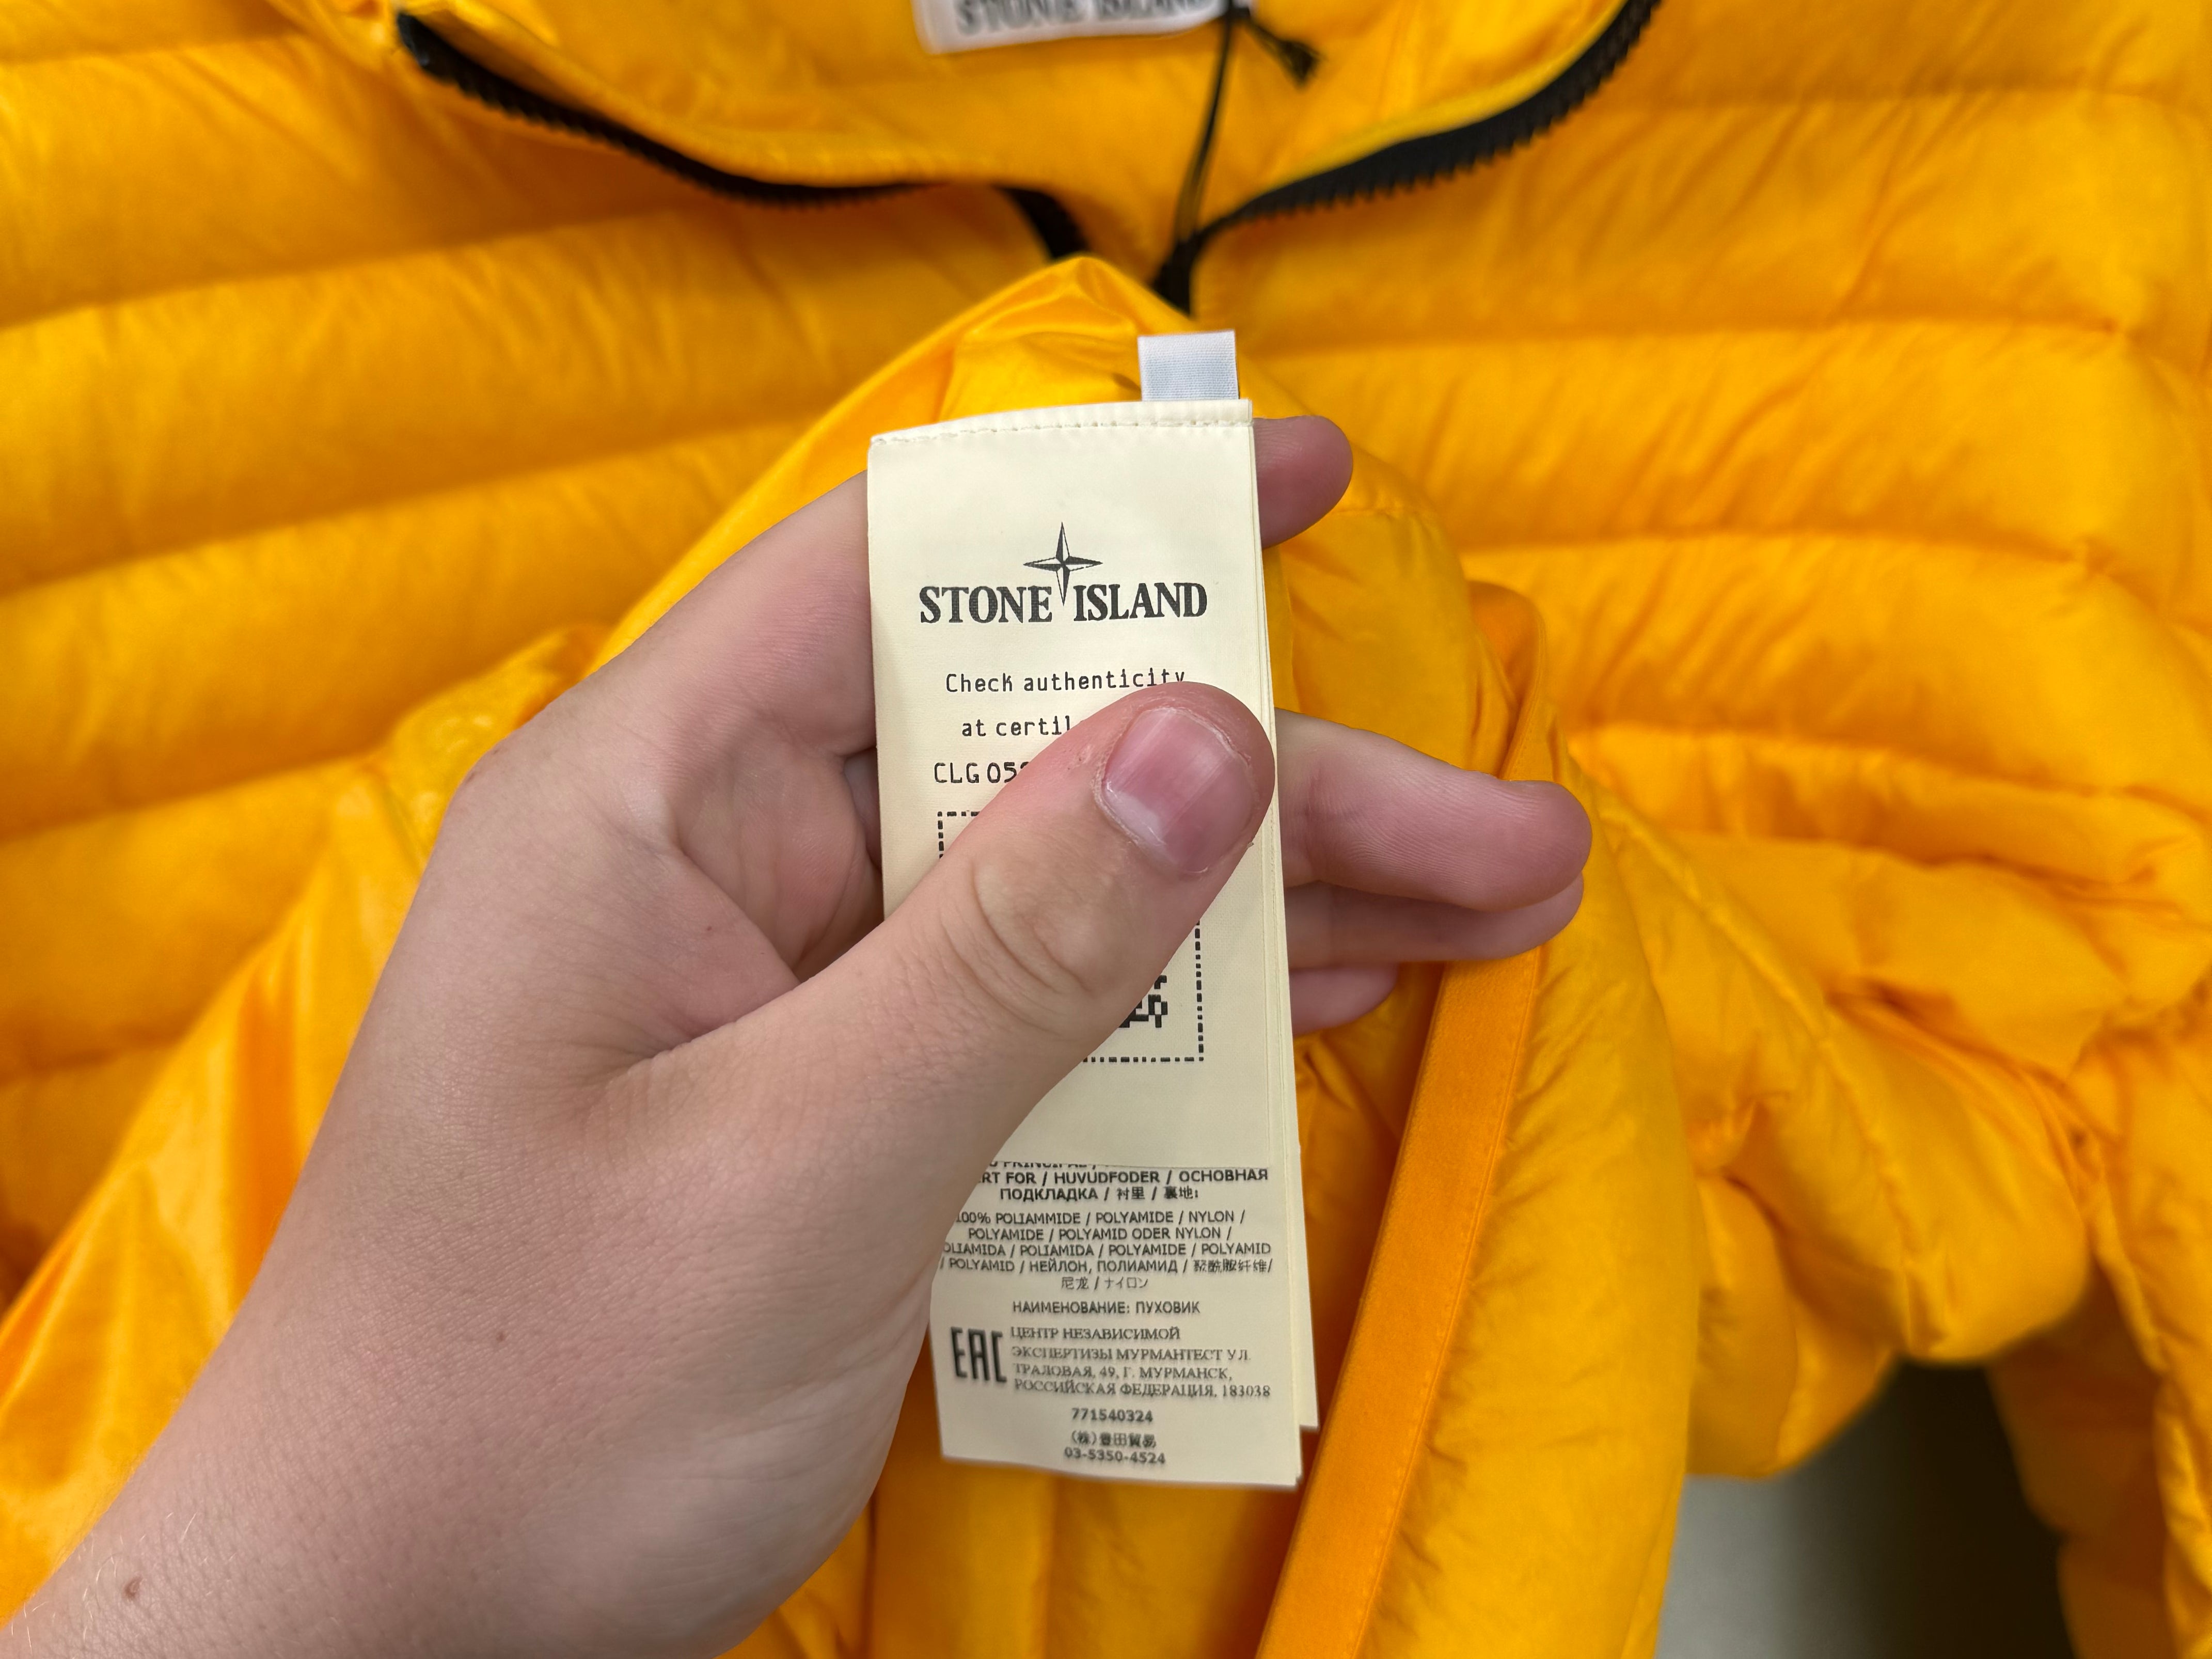 STONE ISLAND
STONE ISLAND
Check authenticity
at certil
CLG 05
RT FOR / HUVUDFODER / ОСНОВНАЯ
ПОДКЛАДКА / 衬里 / 裏地:
100% POLIAMMIDE / POLYAMIDE / NYLON /
POLYAMIDE / POLYAMID ODER NYLON /
OLIAMIDA / POLIAMIDA / POLYAMIDE / POLYAMID
/ POLYAMID / НЕЙЛОН, ПОЛИАМИД / 聚酰胺纤维/
尼龙 / ナイロン
НАИМЕНОВАНИЕ: ПУХОВИК
EAC
ЦЕНТР НЕЗАВИСИМОЙ
ЭКСПЕРТИЗЫ МУРМАНТЕСТ УЛ.
ТРАЛОВАЯ, 49, Г. МУРМАНСК,
РОССИЙСКАЯ ФЕДЕРАЦИЯ, 183038
771540324
(株)豊田貿易
03-5350-4524